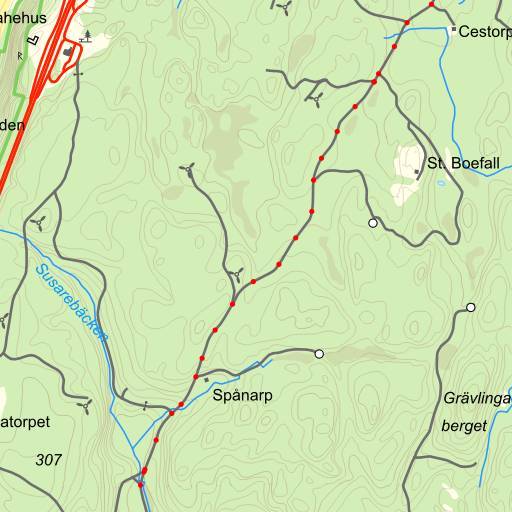 ahehus
Cestorp
den
St. Boefall
Susarebäcken
Spånarp
Grävlinga
berget
atorpet
307